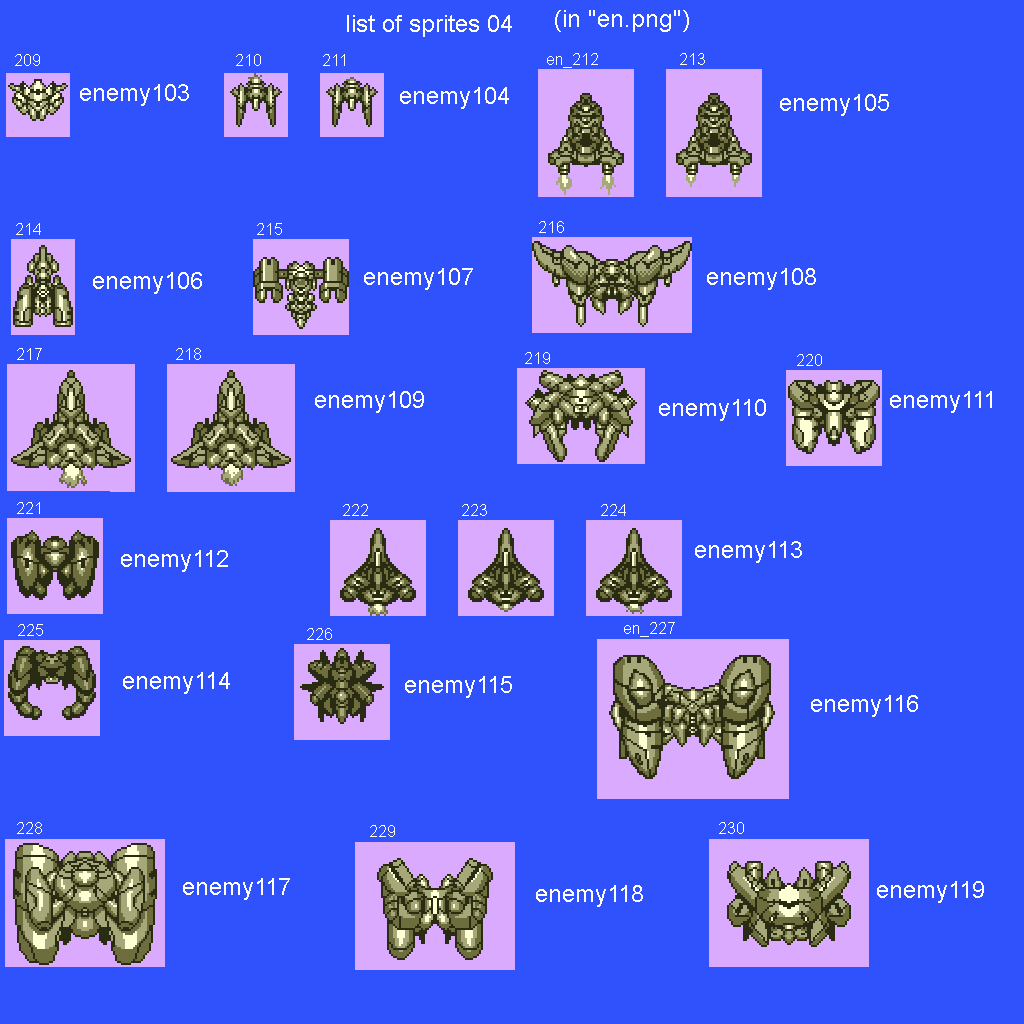 list of sprites 04 (in "en.png")
209 210 211 en_212 213
enemy103 enemy104 enemy105
214 215 216
enemy106 enemy107 enemy108
217 218 219 220
enemy109 enemy110 enemy111
221 222 223 224
enemy112 enemy113
225 226 en_227
enemy114 enemy115 enemy116
228 229 230
enemy117 enemy118 enemy119